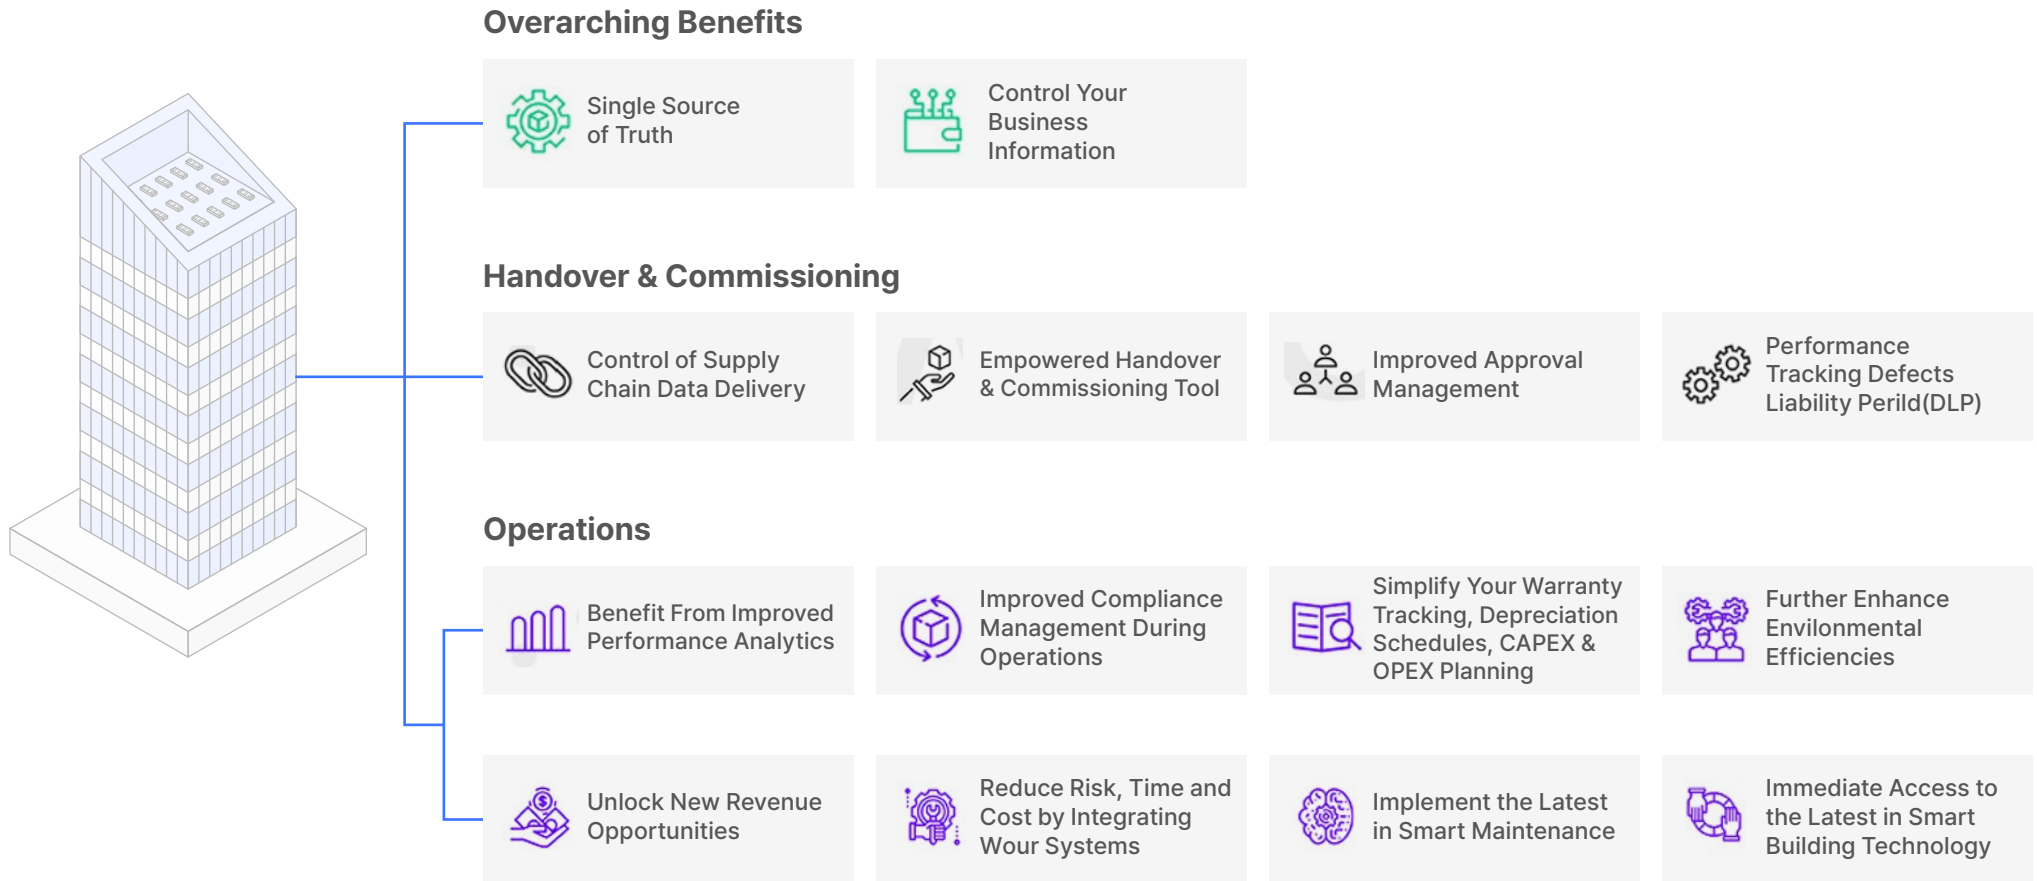 Overarching Benefits
Single Source
of Truth
Control Your
Business
Information
Handover & Commissioning
Control of Supply
Chain Data Delivery
Empowered Handover
& Commissioning Tool
Improved Approval
Management
Performance
Tracking Defects
Liability Perild(DLP)
Operations
Benefit From Improved
Performance Analytics
Improved Compliance
Management During
Operations
Simplify Your Warranty
Tracking, Depreciation
Schedules, CAPEX &
OPEX Planning
Further Enhance
Envilonmental
Efficiencies
Unlock New Revenue
Opportunities
Reduce Risk, Time and
Cost by Integrating
Wour Systems
Implement the Latest
in Smart Maintenance
Immediate Access to
the Latest in Smart
Building Technology